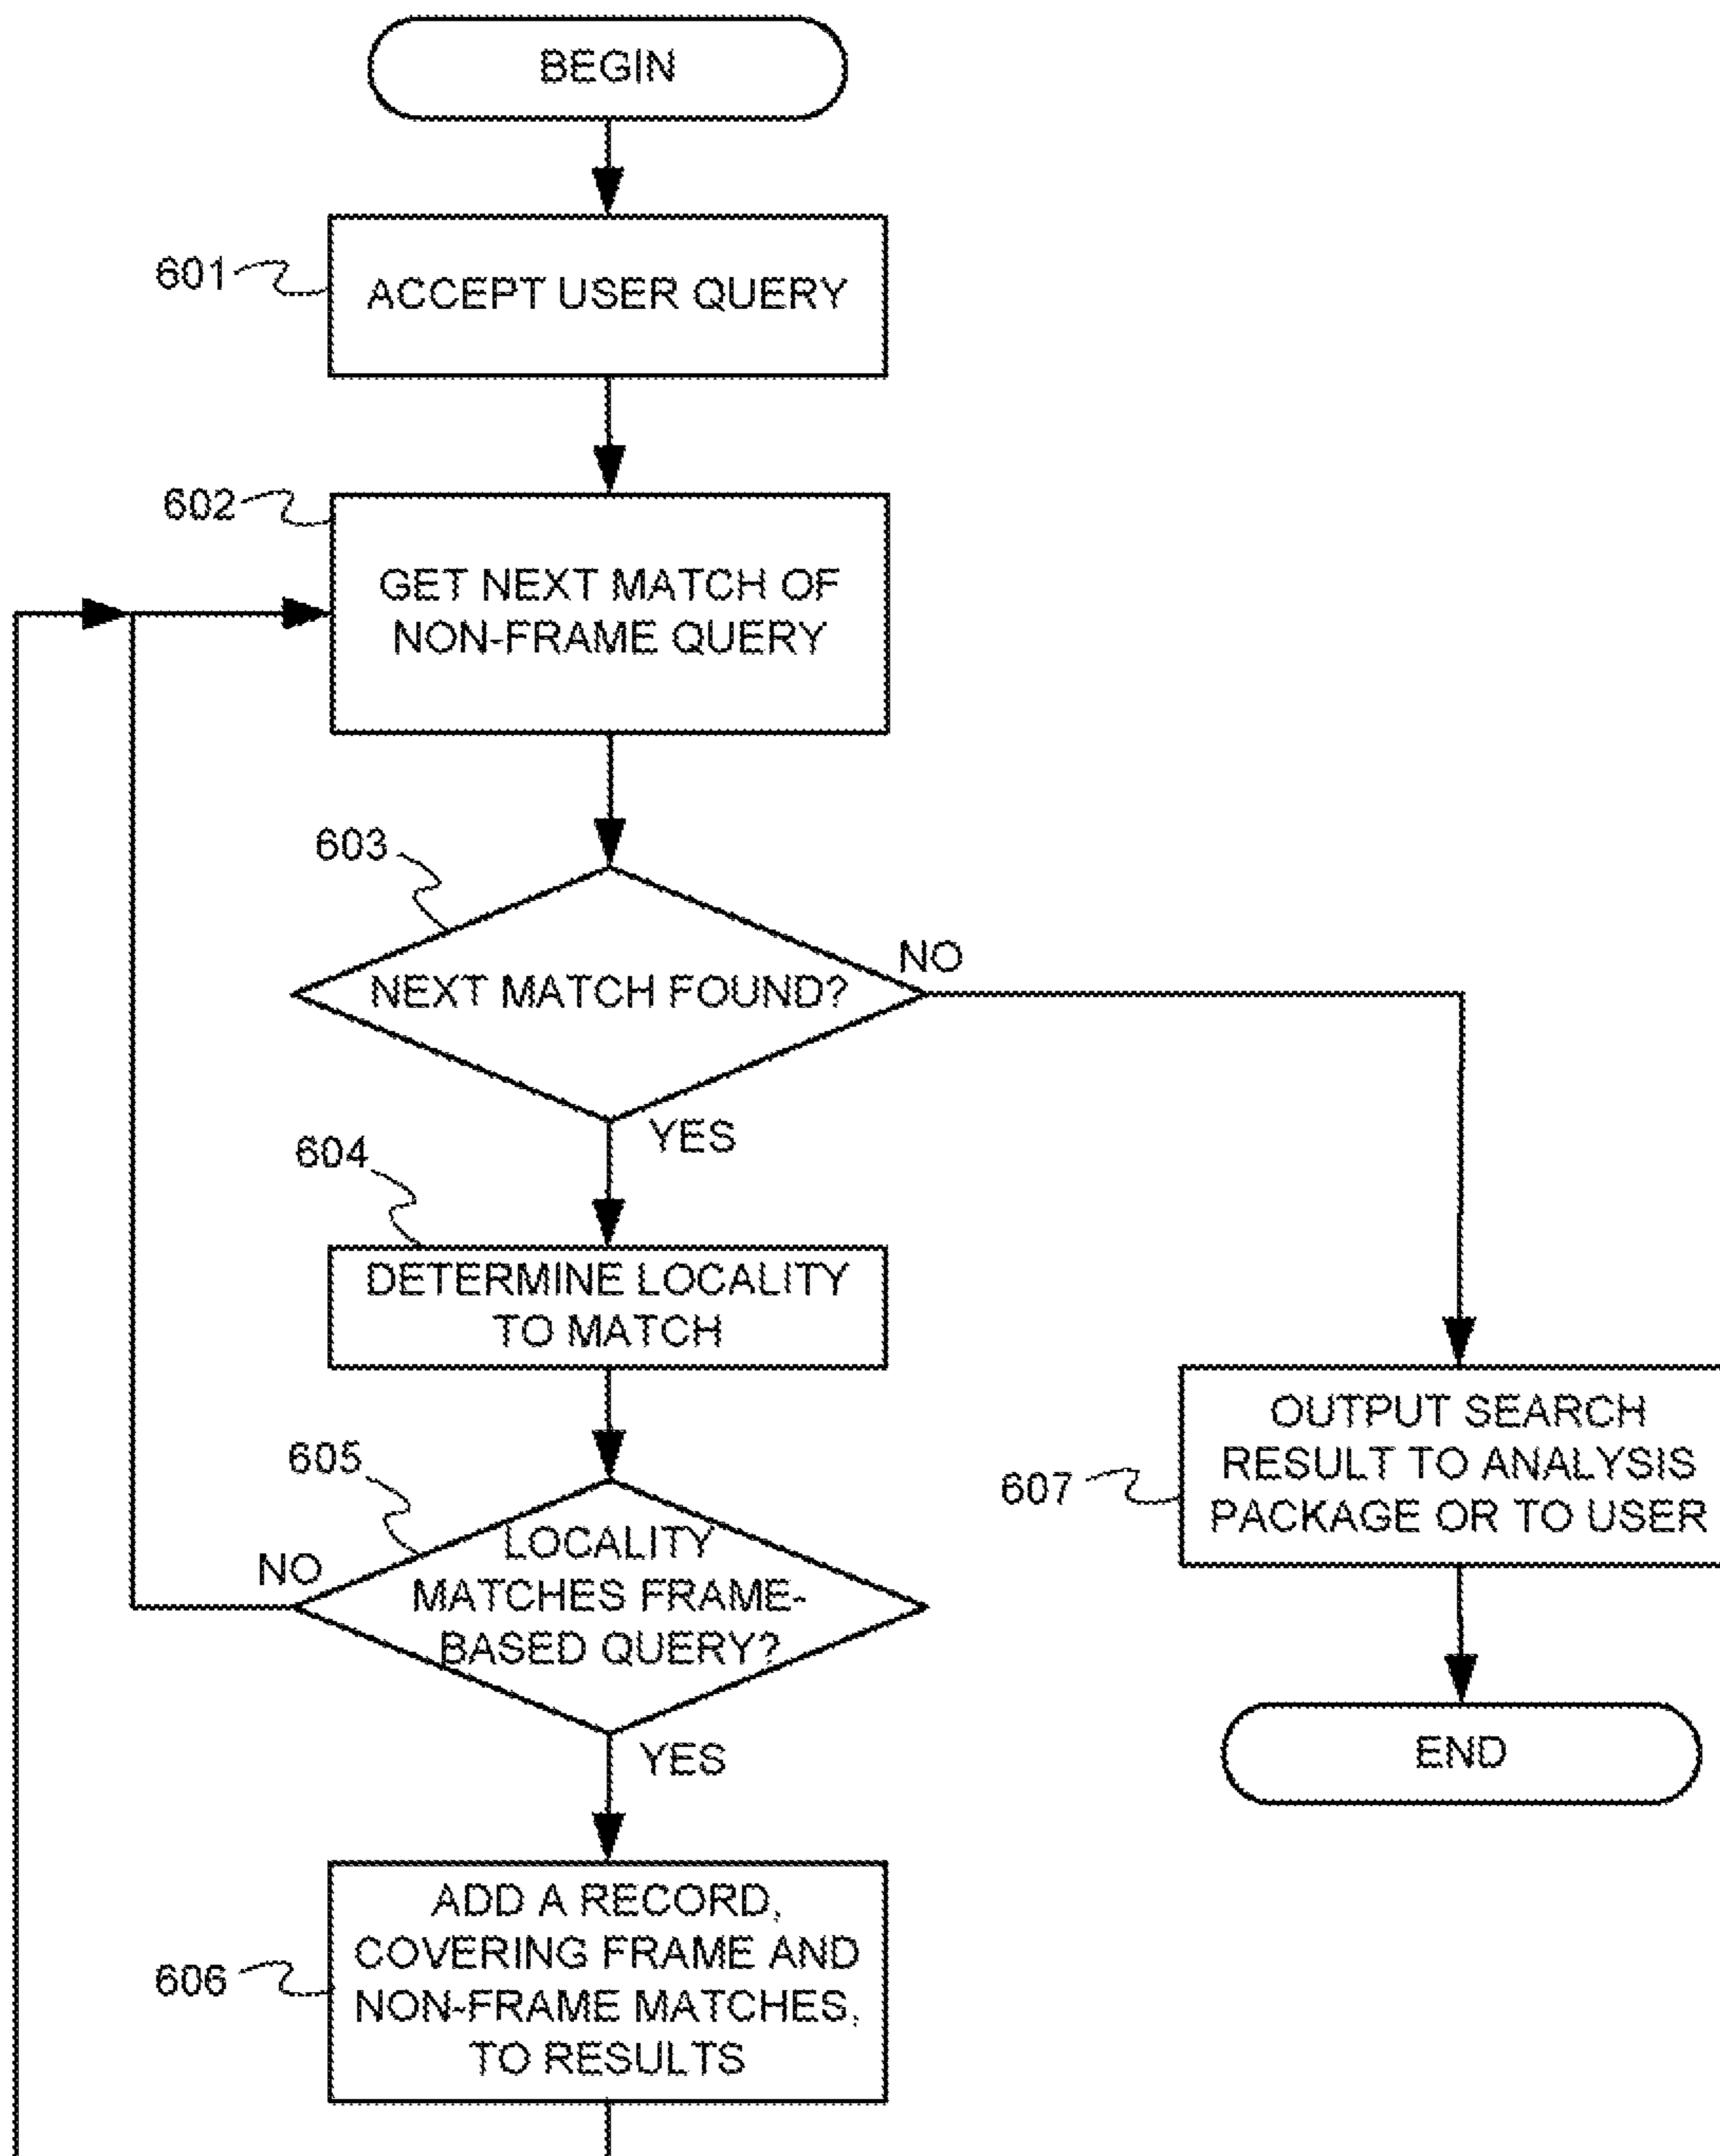 BEGIN
601
ACCEPT USER QUERY
602
GET NEXT MATCH OF
NON-FRAME QUERY
603
NEXT MATCH FOUND?
NO
YES
604
DETERMINE LOCALITY
TO MATCH
605
LOCALITY
MATCHES FRAME-
BASED QUERY?
NO
YES
606
ADD A RECORD,
COVERING FRAME AND
NON-FRAME MATCHES,
TO RESULTS
607
OUTPUT SEARCH
RESULT TO ANALYSIS
PACKAGE OR TO USER
END